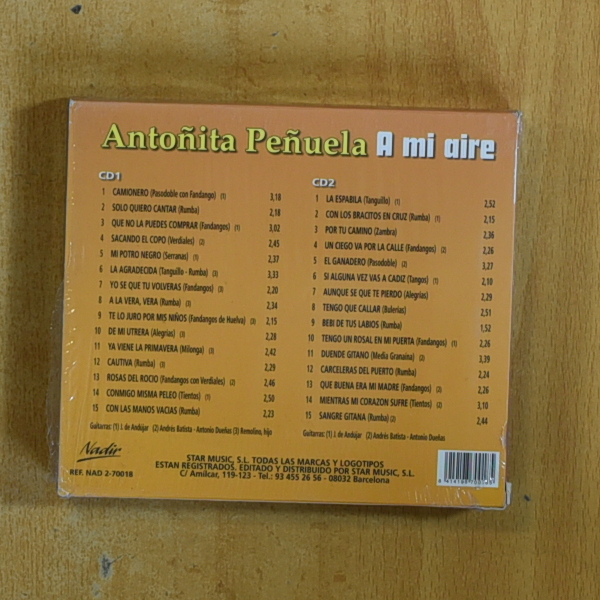 Antoñita Peñuela A mi aire
CD1
1 CAMIONERO (Pasodoble con Fandango) (1) 3,18
2 SOLO QUIERO CANTAR (Rumba) 2,18
3 QUE NO LA PUEDES COMPRAR (Fandangos) (1) 3,02
4 SACANDO EL COPO (Verdiales) (2) 2,45
5 MI POTRO NEGRO (Serranas) (1) 2,37
6 LA AGRADECIDA (Tanguillo - Rumba) (3) 3,33
7 YO SE QUE TU VOLVERAS (Fandangos) (3) 2,20
8 A LA VERA, VERA (Rumba) (3) 2,34
9 TE LO JURO POR MIS NIÑOS (Fandangos de Huelva) (3) 2,15
10 DE MI UTRERA (Alegrías) (3) 2,28
11 YA VIENE LA PRIMAVERA (Milonga) (3) 2,42
12 CAUTIVA (Rumba) (3) 2,29
13 ROSAS DEL ROCIO (Fandangos con Verdiales) (2) 2,46
14 CONMIGO MISMA PELEO (Tientos) (1) 2,50
15 CON LAS MANOS VACIAS (Rumba) 2,23
Guitarras: (1) J. de Andújar (2) Andrés Batista - Antonio Dueñas (3) Remolino, hijo
CD2
1 LA ESPABILA (Tanguillo) (1) 2,52
2 CON LOS BRACITOS EN CRUZ (Rumba) (1) 2,15
3 POR TU CAMINO (Zambra) 2,36
4 UN CIEGO VA POR LA CALLE (Fandangos) (2) 2,26
5 EL GANADERO (Pasodoble) (2) 3,27
6 SI ALGUNA VEZ VAS A CADIZ (Tangos) (1) 2,10
7 AUNQUE SE QUE TE PIERDO (Alegrías) 2,29
8 TENGO QUE CALLAR (Bulerías) 2,51
9 BEBI DE TUS LABIOS (Rumba) 1,52
10 TENGO UN ROSAL EN MI PUERTA (Fandangos) (1) 2,26
11 DUENDE GITANO (Media Granaína) (2) 3,39
12 CARCELERAS DEL PUERTO (Rumba) 2,24
13 QUE BUENA ERA MI MADRE (Fandangos) (2) 2,26
14 MIENTRAS MI CORAZON SUFRE (Tientos) (2) 3,10
15 SANGRE GITANA (Rumba) (2) 2,44
Guitarras: (1) J. de Andújar (2) Andrés Batista - Antonio Dueñas
Nadir
REF. NAD 2-70018
STAR MUSIC, S.L. TODAS LAS MARCAS Y LOGOTIPOS
ESTAN REGISTRADOS. EDITADO Y DISTRIBUIDO POR STAR MUSIC, S.L.
C/ Amilcar, 119-123 - Tel.: 93 455 26 56 - 08032 Barcelona